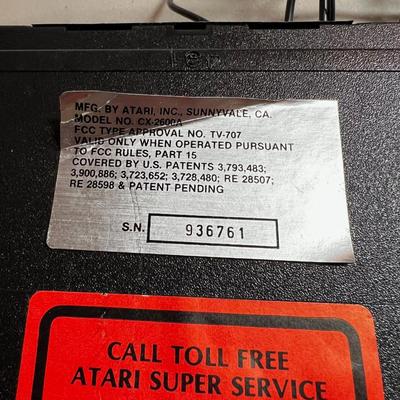 MFG. BY ATARI, INC., SUNNYVALE, CA.
MODEL NO. CX-2600A
FCC TYPE APPROVAL NO. TV-707
VALID ONLY WHEN OPERATED PURSUANT
TO FCC RULES, PART 15
COVERED BY U.S. PATENTS 3,793,483;
3,900,886; 3,723,652; 3,728,480; RE 28507;
RE 28598 & PATENT PENDING
S.N. 936761
CALL TOLL FREE
ATARI SUPER SERVICE